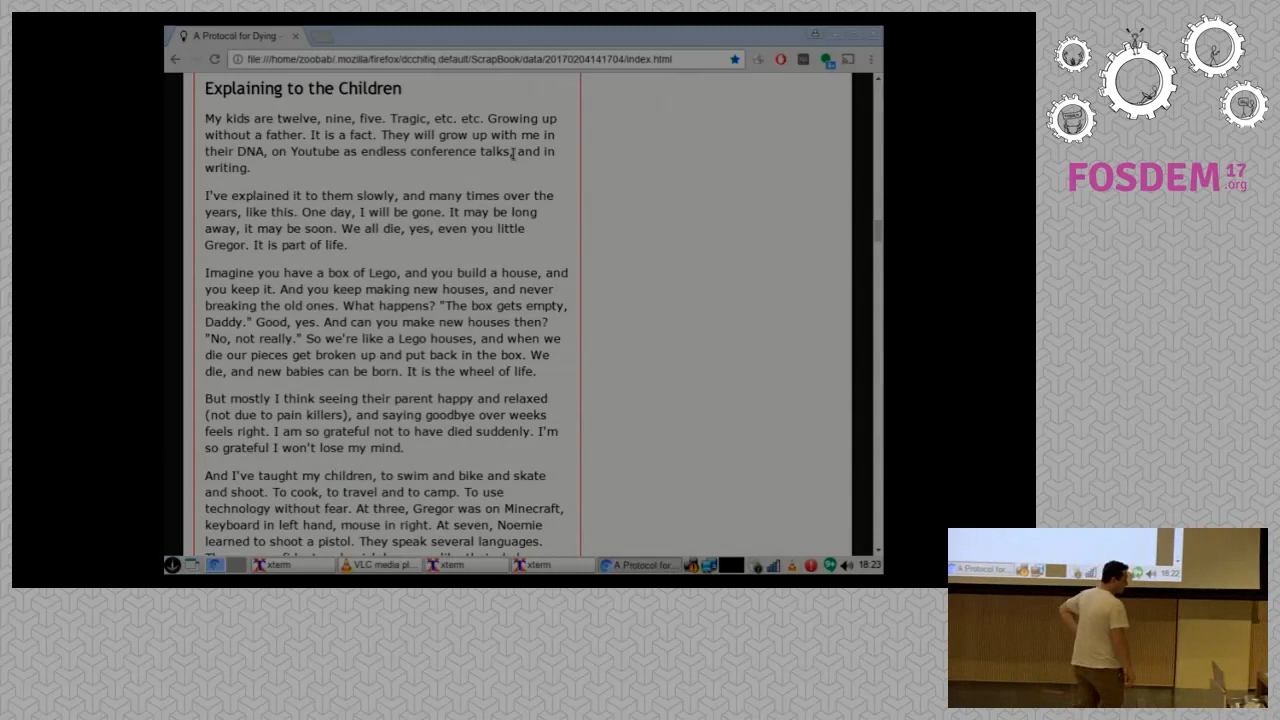 A Protocol for Dying -
file:///home/zoobab/.mozilla/firefox/dcchifiq.default/ScrapBook/data/20170204141704/index.html
Explaining to the Children
My kids are twelve, nine, five. Tragic, etc. etc. Growing up
without a father. It is a fact. They will grow up with me in
their DNA, on Youtube as endless conference talks, and in
writing.
I've explained it to them slowly, and many times over the
years, like this. One day, I will be gone. It may be long
away, it may be soon. We all die, yes, even you little
Gregor. It is part of life.
Imagine you have a box of Lego, and you build a house, and
you keep it. And you keep making new houses, and never
breaking the old ones. What happens? "The box gets empty,
Daddy." Good, yes. And can you make new houses then?
"No, not really." So we're like a Lego houses, and when we
die our pieces get broken up and put back in the box. We
die, and new babies can be born. It is the wheel of life.
But mostly I think seeing their parent happy and relaxed
(not due to pain killers), and saying goodbye over weeks
feels right. I am so grateful not to have died suddenly. I'm
so grateful I won't lose my mind.
And I've taught my children, to swim and bike and skate
and shoot. To cook, to travel and to camp. To use
technology without fear. At three, Gregor was on Minecraft,
keyboard in left hand, mouse in right. At seven, Noemie
learned to shoot a pistol. They speak several languages.
xterm
VLC media pl...
xterm
xterm
A Protocol for...
18:23
FOSDEM 17
.org
A Protocol for...
18:22